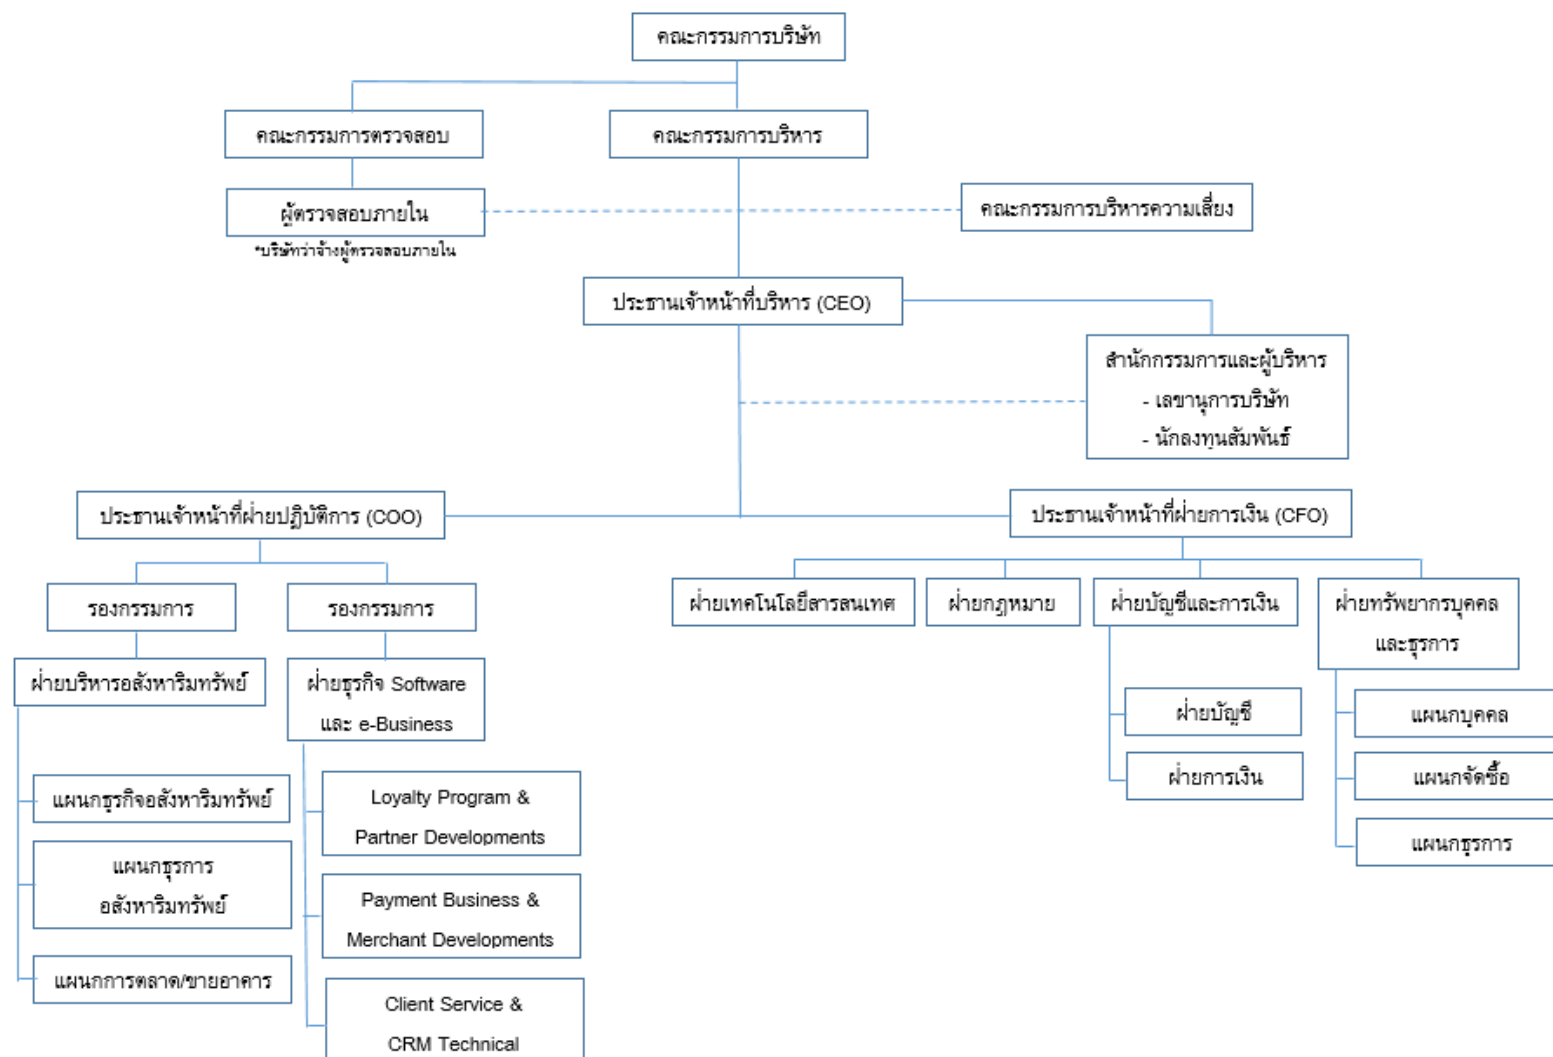 คณะกรรมการบริษัท
คณะกรรมการตรวจสอบ
คณะกรรมการบริหาร
ผู้ตรวจสอบภายใน
*บริษัทว่าจ้างผู้ตรวจสอบภายใน
คณะกรรมการบริหารความเสี่ยง
ประธานเจ้าหน้าที่บริหาร (CEO)
สำนักกรรมการและผู้บริหาร
- เลขานุการบริษัท
- นักลงทุนสัมพันธ์
ประธานเจ้าหน้าที่ฝ่ายปฏิบัติการ (COO)
ประธานเจ้าหน้าที่ฝ่ายการเงิน (CFO)
รองกรรมการ
รองกรรมการ
ฝ่ายเทคโนโลยีสารสนเทศ
ฝ่ายกฎหมาย
ฝ่ายบัญชีและการเงิน
ฝ่ายทรัพยากรบุคคล
และธุรการ
ฝ่ายบริหารอสังหาริมทรัพย์
ฝ่ายธุรกิจ Software
และ e-Business
ฝ่ายบัญชี
ฝ่ายการเงิน
แผนกบุคคล
แผนกจัดซื้อ
แผนกธุรการ
แผนกธุรกิจอสังหาริมทรัพย์
แผนกธุรการ
อสังหาริมทรัพย์
แผนกการตลาด/ขายอาคาร
Loyalty Program &
Partner Developments
Payment Business &
Merchant Developments
Client Service &
CRM Technical